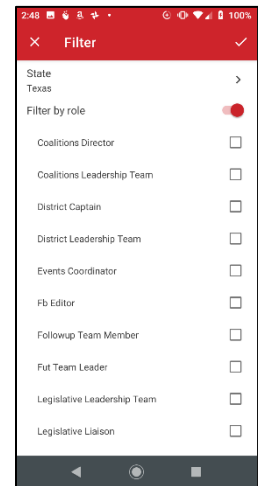 2:48 100%
Filter
State
Texas
Filter by role
Coalitions Director
Coalitions Leadership Team
District Captain
District Leadership Team
Events Coordinator
Fb Editor
Followup Team Member
Fut Team Leader
Legislative Leadership Team
Legislative Liaison